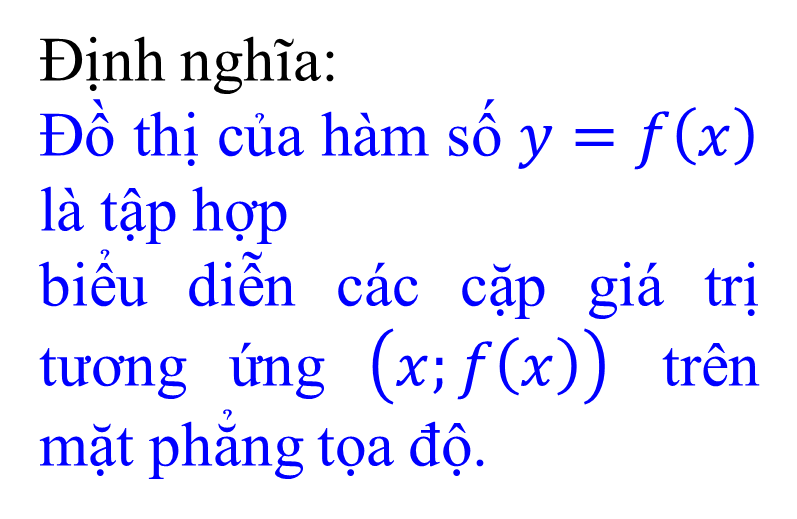 Định nghĩa:
Đồ thị của hàm số y = f(x)
là tập hợp
biểu diễn các cặp giá trị
tương ứng (x; f(x)) trên
mặt phẳng tọa độ.